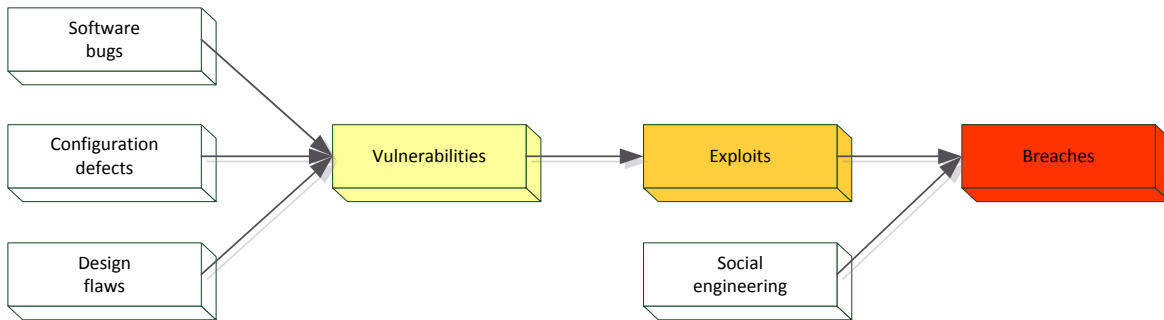 Software
bugs
Configuration
defects
Design
flaws
Vulnerabilities
Exploits
Social
engineering
Breaches